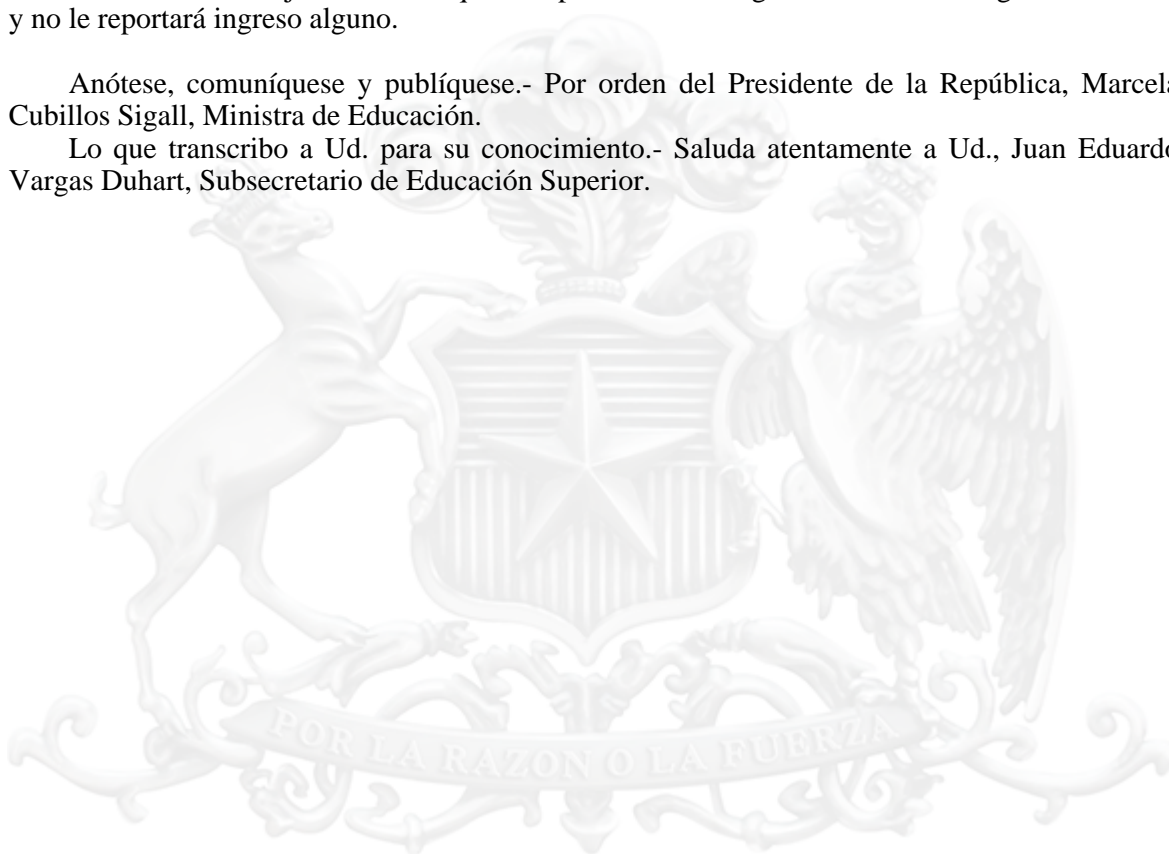 y no le reportará ingreso alguno.
Anótese, comuníquese y publíquese.- Por orden del Presidente de la República, Marcela
Cubillos Sigall, Ministra de Educación.
Lo que transcribo a Ud. para su conocimiento.- Saluda atentamente a Ud., Juan Eduardo
Vargas Duhart, Subsecretario de Educación Superior.
POR LA RAZON O LA FUERZA